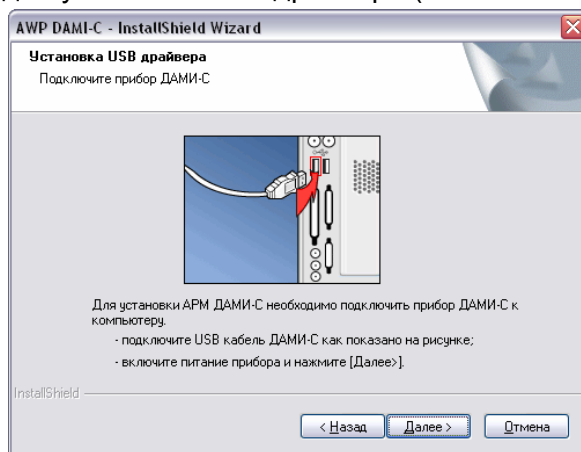 AWP DAMI-C - InstallShield Wizard
Установка USB драйвера
Подключите прибор ДАМИ-С
Для установки АРМ ДАМИ-С необходимо подключить прибор ДАМИ-С к
компьютеру.
- подключите USB кабель ДАМИ-С как показано на рисунке;
- включите питание прибора и нажмите [Далее>].
InstallShield
< Назад
Далее >
Отмена